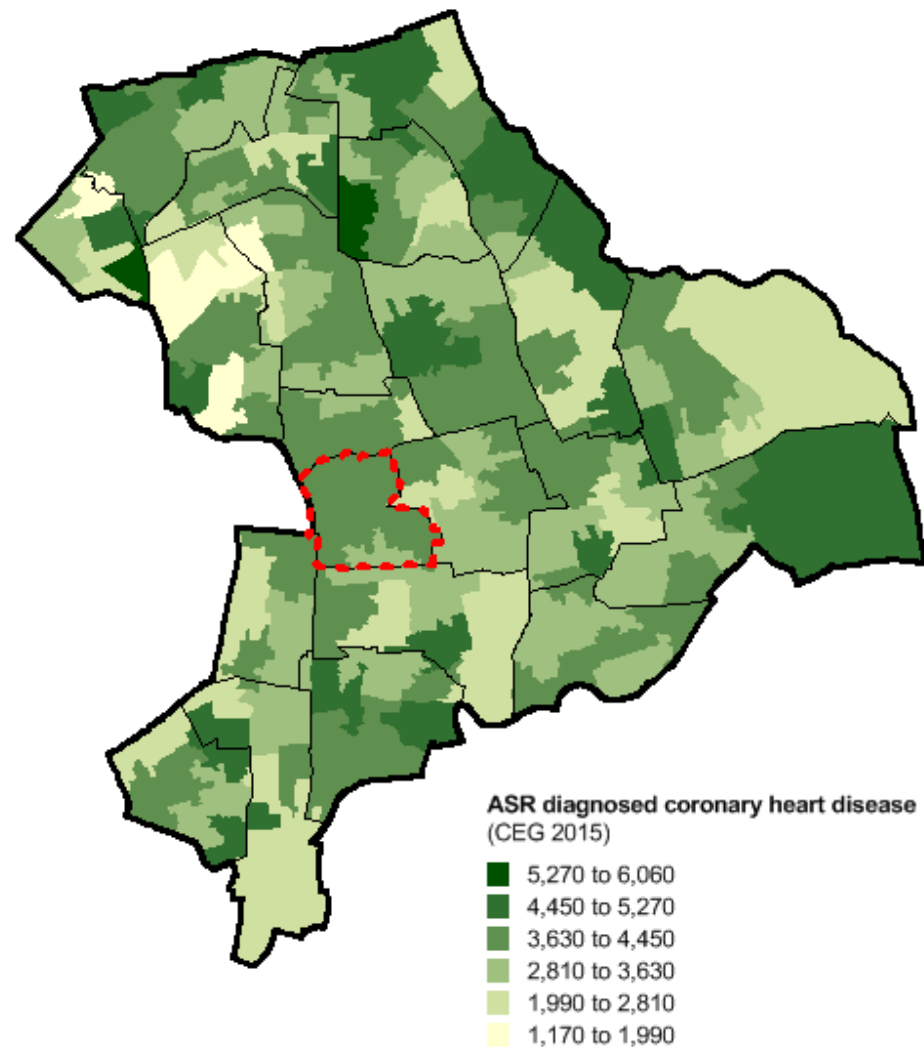 ASR diagnosed coronary heart disease
(CEG 2015)
5,270 to 6,060
4,450 to 5,270
3,630 to 4,450
2,810 to 3,630
1,990 to 2,810
1,170 to 1,990